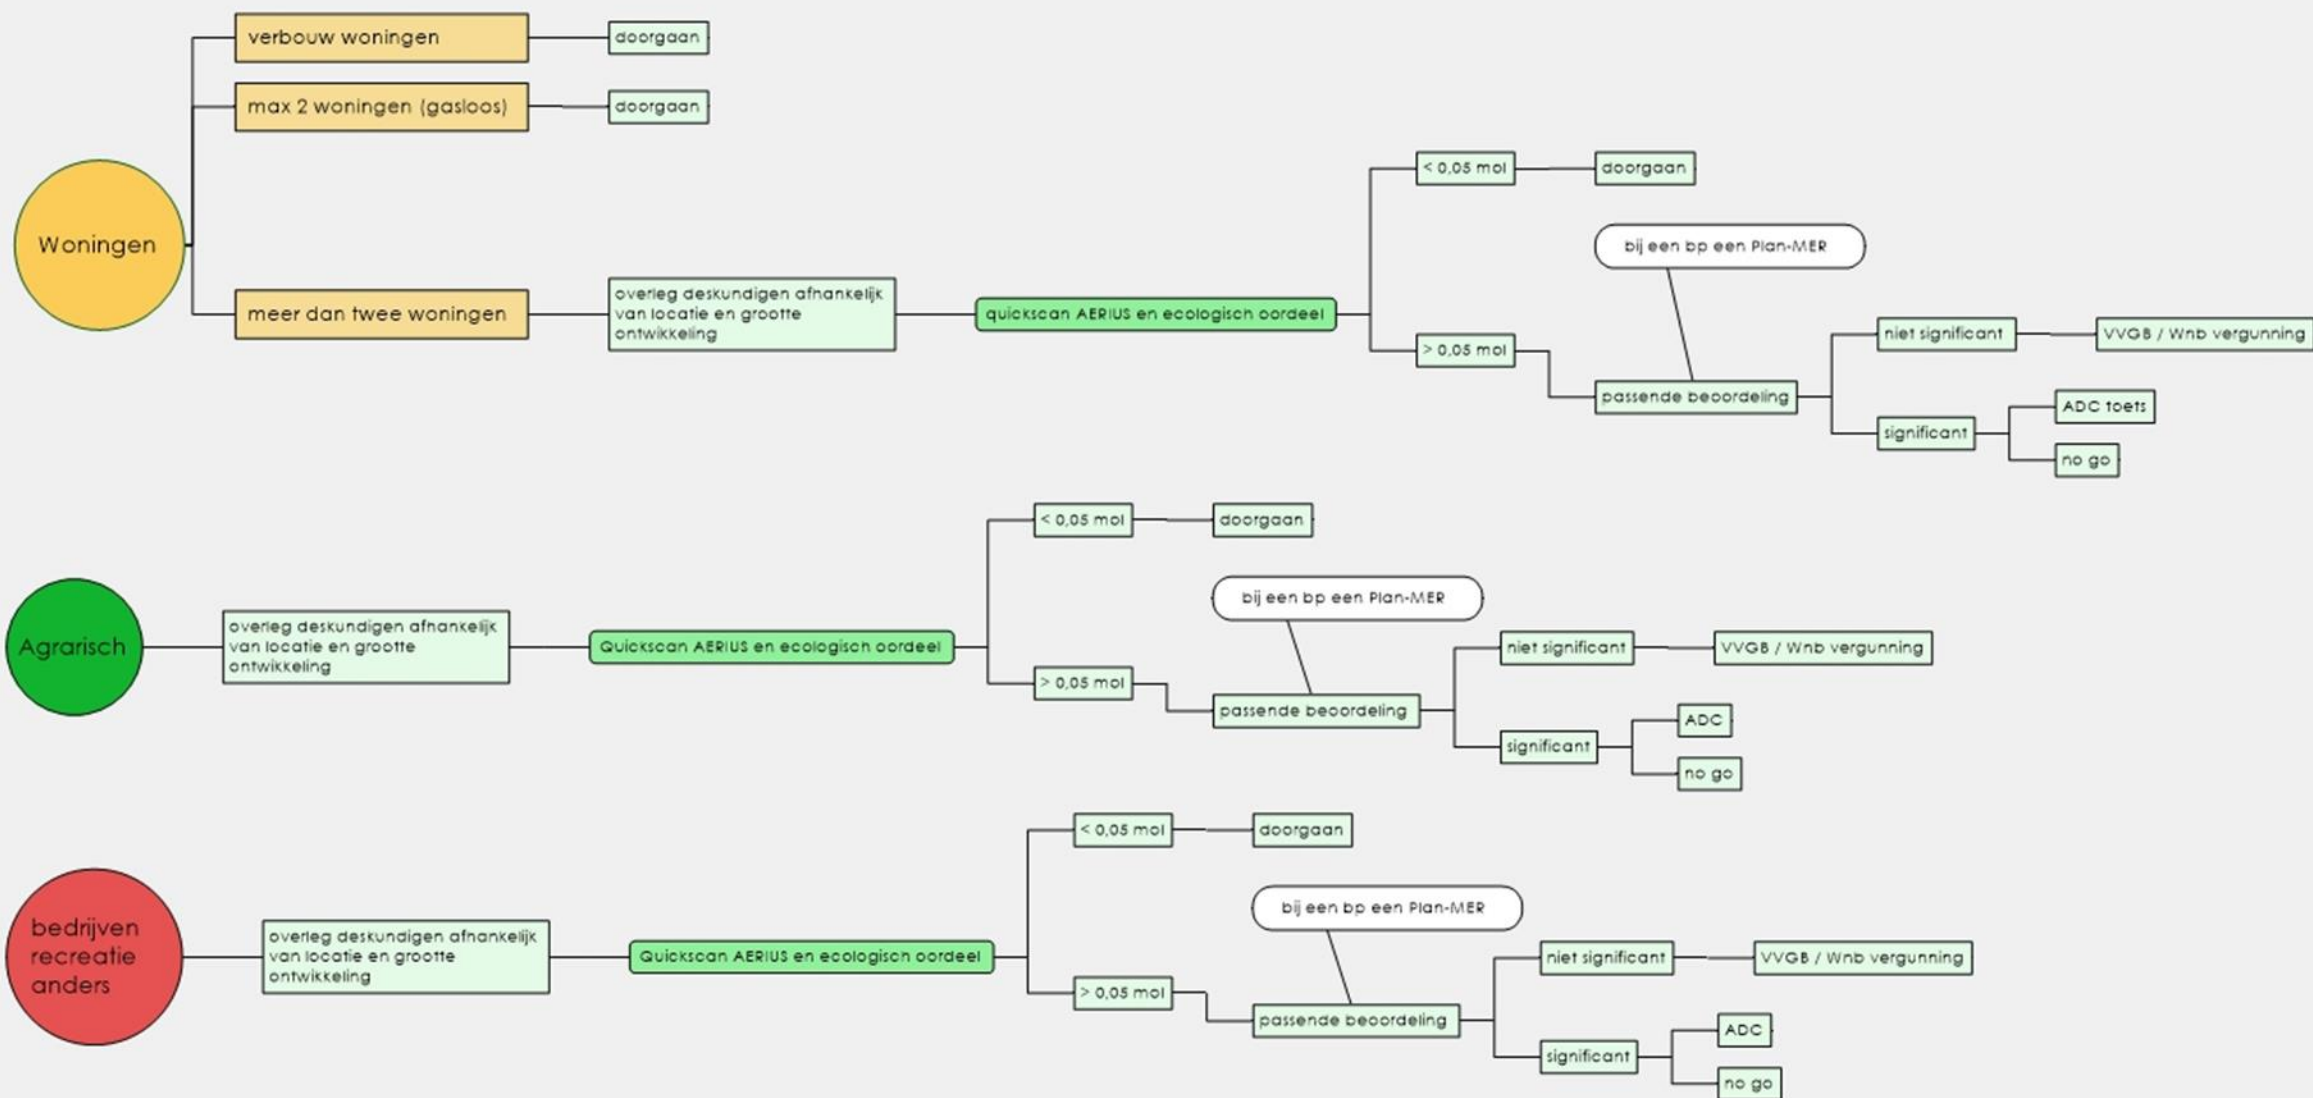 verbouw woningen
doorgaan
max 2 woningen (gasloos)
doorgaan
Woningen
meer dan twee woningen
overleg deskundigen afhankelijk
van locatie en grootte
ontwikkeling
quickscan AERIUS en ecologisch oordeel
< 0,05 mol
doorgaan
bij een bp een Plan-MER
> 0,05 mol
passende beoordeling
niet significant
VVGB / Wnb vergunning
significant
ADC toets
no go
Agrarisch
overleg deskundigen afhankelijk
van locatie en grootte
ontwikkeling
Quickscan AERIUS en ecologisch oordeel
< 0,05 mol
doorgaan
bij een bp een Plan-MER
> 0,05 mol
passende beoordeling
niet significant
VVGB / Wnb vergunning
significant
ADC
no go
bedrijven
recreatie
anders
overleg deskundigen afhankelijk
van locatie en grootte
ontwikkeling
Quickscan AERIUS en ecologisch oordeel
< 0,05 mol
doorgaan
bij een bp een Plan-MER
> 0,05 mol
passende beoordeling
niet significant
VVGB / Wnb vergunning
significant
ADC
no go